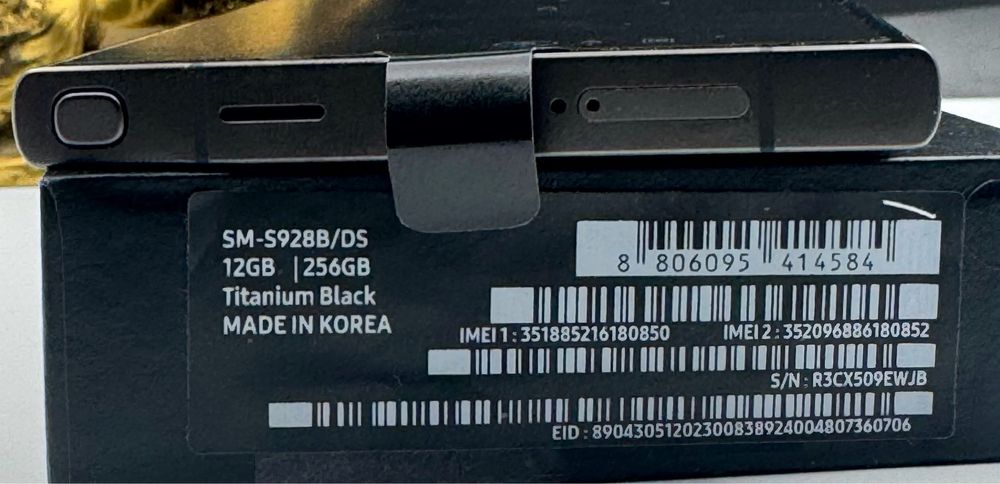 SM-S928B/DS
12GB | 256GB
Titanium Black
MADE IN KOREA
8 806095 414584
IMEI 1 : 351885216180850 IMEI 2 : 352096886180852
S/N : R3CX509EWJB
EID : 89043051202300838924004807360706